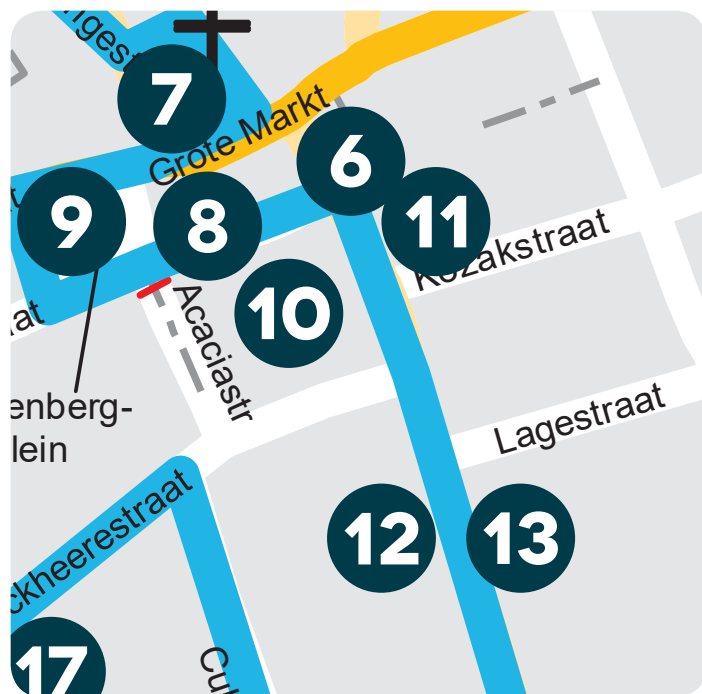 7
Grote Markt
6
9
8
11
Kozakstraat
10
Acaciastr
enberg-
lein
Lagestraat
ckheerestraat
12
13
17